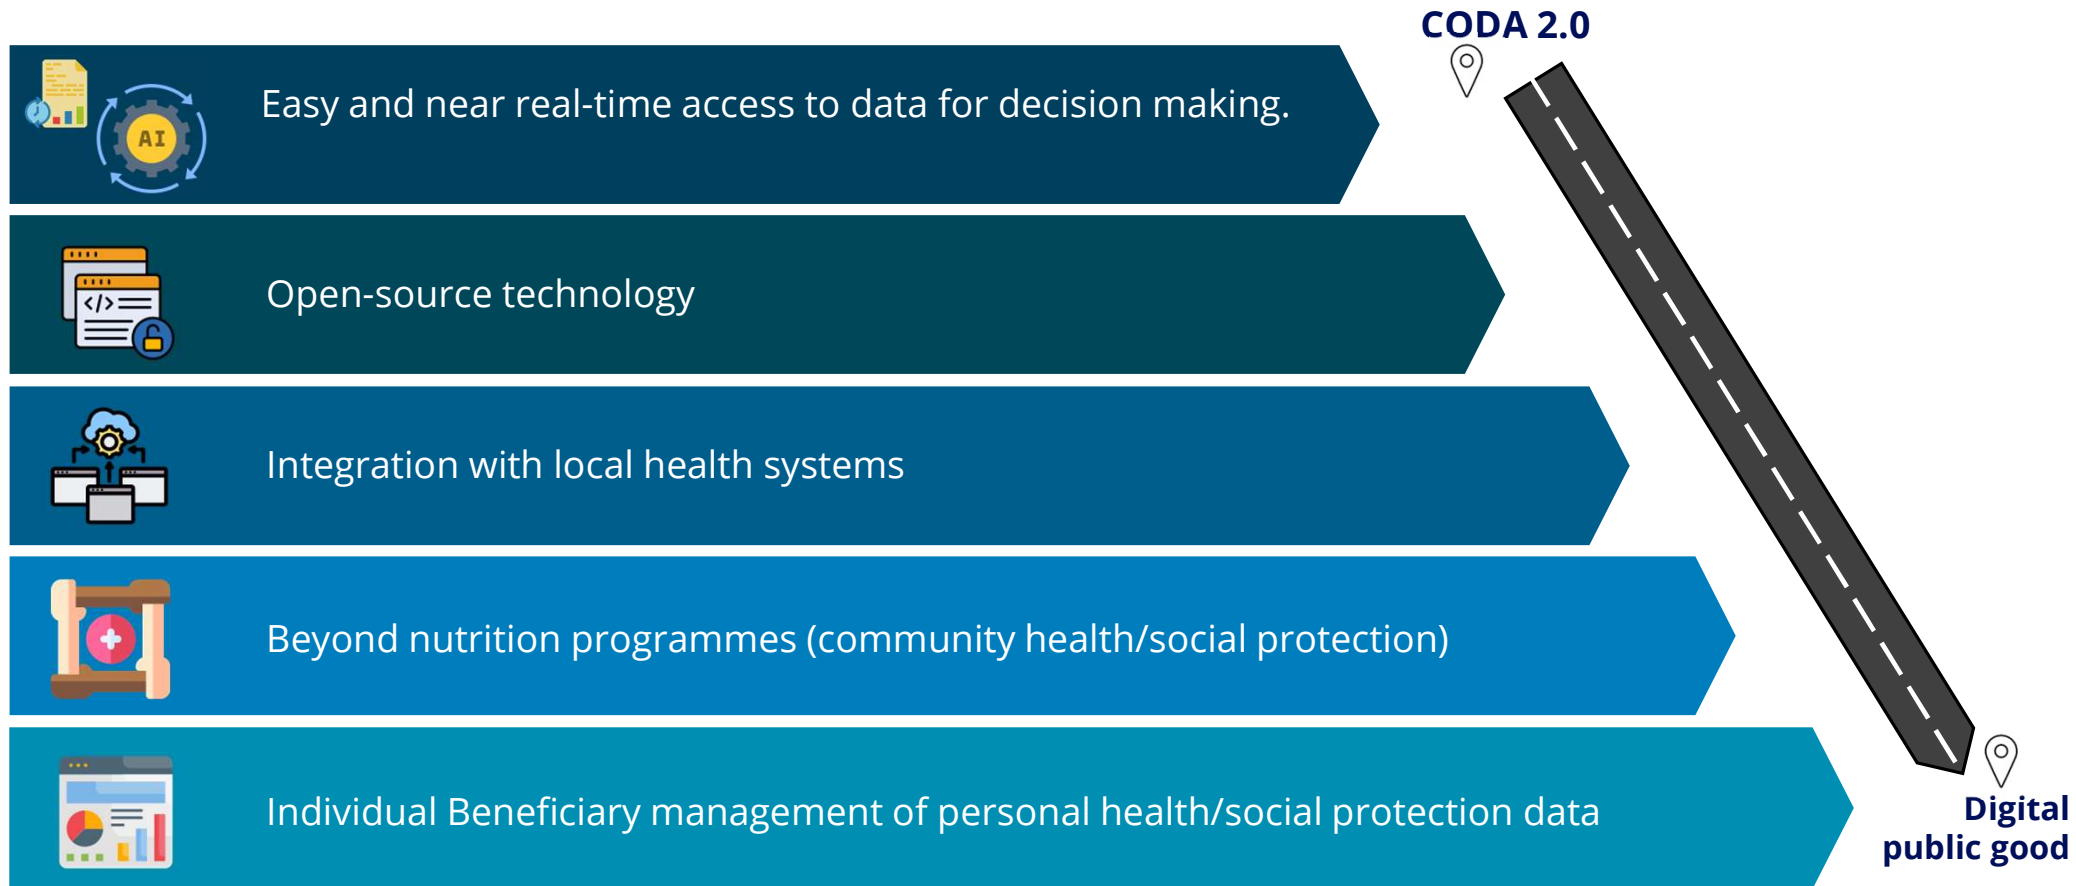 CODA 2.0
Easy and near real-time access to data for decision making.
AI
Open-source technology
</>
Integration with local health systems
Beyond nutrition programmes (community health/social protection)
Individual Beneficiary management of personal health/social protection data
Digital
public good